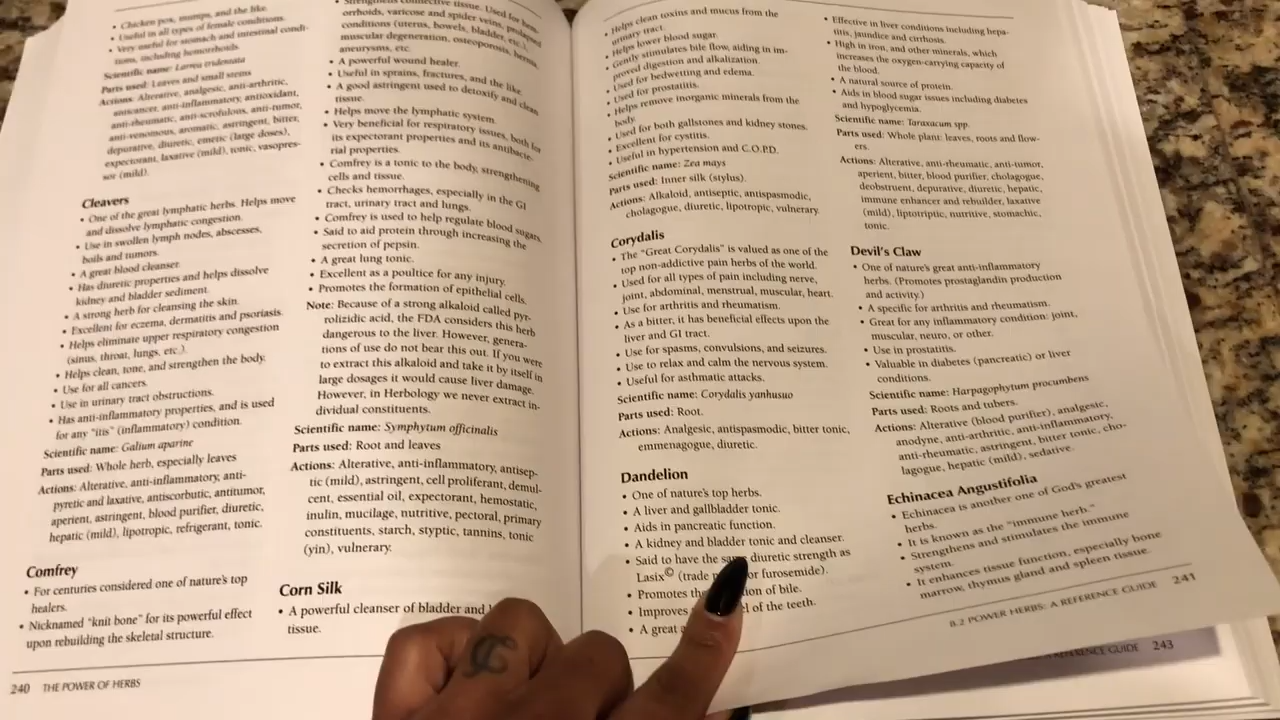 • Chicken pox, mumps, and the like.
• Useful in all types of female conditions.
• Very useful for stomach and intestinal condi-
tions, including hemorrhoids.
Scientific name: Larrea tridentata
Parts used: Leaves and small stems
Actions: Alterative, analgesic, anti-arthritic,
anticancer, anti-inflammatory, antioxidant,
anti-rheumatic, anti-scrofulous, anti-tumor,
anti-venomous, aromatic, astringent, bitter,
depurative, diuretic, emetic (large doses),
expectorant, laxative (mild), tonic, vasopres-
sor (mild).
Cleavers
• One of the great lymphatic herbs. Helps move
and dissolve lymphatic congestion.
• Use in swollen lymph nodes, abscesses,
boils and tumors.
• A great blood cleanser.
• Has diuretic properties and helps dissolve
kidney and bladder sediment.
• A strong herb for cleansing the skin.
• Excellent for eczema, dermatitis and psoriasis.
• Helps eliminate upper respiratory congestion
(sinus, throat, lungs, etc.).
• Helps clean, tone, and strengthen the body.
• Use for all cancers.
• Use in urinary tract obstructions.
• Has anti-inflammatory properties, and is used
for any "itis" (inflammatory) condition.
Scientific name: Galium aparine
Parts used: Whole herb, especially leaves
Actions: Alterative, anti-inflammatory, anti-
pyretic and laxative, antiscorbutic, antitumor,
aperient, astringent, blood purifier, diuretic,
hepatic (mild), lipotropic, refrigerant, tonic.
Comfrey
• For centuries considered one of nature's top
healers.
• Nicknamed "knit bone" for its powerful effect
upon rebuilding the skeletal structure.
240 THE POWER OF HERBS
• Strengthens connective tissue. Used for hem-
orrhoids, varicose and spider veins, prolapsed
conditions (uterus, bowels, bladder, etc.),
muscular degeneration, osteoporosis, hernia,
aneurysms, etc.
• A powerful wound healer.
• Useful in sprains, fractures, and the like.
• A good astringent used to detoxify and clean
tissue.
• Helps move the lymphatic system.
• Very beneficial for respiratory issues, both for
its expectorant properties and its antibacte-
rial properties.
• Comfrey is a tonic to the body, strengthening
cells and tissue.
• Checks hemorrhages, especially in the GI
tract, urinary tract and lungs.
• Comfrey is used to help regulate blood sugars.
• Said to aid protein through increasing the
secretion of pepsin.
• A great lung tonic.
• Excellent as a poultice for any injury.
• Promotes the formation of epithelial cells.
Note: Because of a strong alkaloid called pyr-
rolizidic acid, the FDA considers this herb
dangerous to the liver. However, genera-
tions of use do not bear this out. If you were
to extract this alkaloid and take it by itself in
large dosages it would cause liver damage.
However, in Herbology we never extract in-
dividual constituents.
Scientific name: Symphytum officinalis
Parts used: Root and leaves
Actions: Alterative, anti-inflammatory, antisep-
tic (mild), astringent, cell proliferant, demul-
cent, essential oil, expectorant, hemostatic,
inulin, mucilage, nutritive, pectoral, primary
constituents, starch, styptic, tannins, tonic
(yin), vulnerary.
Corn Silk
• A powerful cleanser of bladder and
tissue.
• Helps clean toxins and mucus from the
urinary tract.
• Helps lower blood sugar.
• Gently stimulates bile flow, aiding in im-
proved digestion and alkalization.
• Used for bedwetting and edema.
• Used for prostatitis.
• Helps remove inorganic minerals from the
body.
• Used for both gallstones and kidney stones.
• Excellent for cystitis.
• Useful in hypertension and C.O.P.D.
Scientific name: Zea mays
Parts used: Inner silk (stylus).
Actions: Alkaloid, antiseptic, antispasmodic,
cholagogue, diuretic, lipotropic, vulnerary.
Corydalis
• The "Great Corydalis" is valued as one of the
top non-addictive pain herbs of the world.
• Used for all types of pain including nerve,
joint, abdominal, menstrual, muscular, heart.
• Use for arthritis and rheumatism.
• As a bitter, it has beneficial effects upon the
liver and GI tract.
• Use for spasms, convulsions, and seizures.
• Use to relax and calm the nervous system.
• Useful for asthmatic attacks.
Scientific name: Corydalis yanhusuo
Parts used: Root.
Actions: Analgesic, antispasmodic, bitter tonic,
emmenagogue, diuretic.
Dandelion
• One of nature's top herbs.
• A liver and gallbladder tonic.
• Aids in pancreatic function.
• A kidney and bladder tonic and cleanser.
• Said to have the same diuretic strength as
Lasix© (trade or furosemide).
• Promotes the of bile.
• Improves of the teeth.
• A great
• Effective in liver conditions including hepa-
titis, jaundice and cirrhosis.
• High in iron, and other minerals, which
increases the oxygen-carrying capacity of
the blood.
• A natural source of protein.
• Aids in blood sugar issues including diabetes
and hypoglycemia.
Scientific name: Taraxacum spp.
Parts used: Whole plant: leaves, roots and flow-
ers.
Actions: Alterative, anti-rheumatic, anti-tumor,
aperient, bitter, blood purifier, cholagogue,
deobstruent, depurative, diuretic, hepatic,
immune enhancer and rebuilder, laxative
(mild), liptotriptic, nutritive, stomachic,
tonic.
Devil's Claw
• One of nature's great anti-inflammatory
herbs. (Promotes prostaglandin production
and activity.)
• A specific for arthritis and rheumatism.
• Great for any inflammatory condition: joint,
muscular, neuro, or other.
• Use in prostatitis.
• Valuable in diabetes (pancreatic) or liver
conditions.
Scientific name: Harpagophytum procumbens
Parts used: Roots and tubers.
Actions: Alterative (blood purifier), analgesic,
anodyne, anti-arthritic, anti-inflammatory,
anti-rheumatic, astringent, bitter tonic, cho-
lagogue, hepatic (mild), sedative.
Echinacea Angustifolia
• Echinacea is another one of God's greatest
herbs.
• It is known as the "immune herb."
• Strengthens and stimulates the immune
system.
• It enhances tissue function, especially bone
marrow, thymus gland and spleen tissue.
8.2 POWER HERBS: A REFERENCE GUIDE 241
REFERENCE GUIDE 243